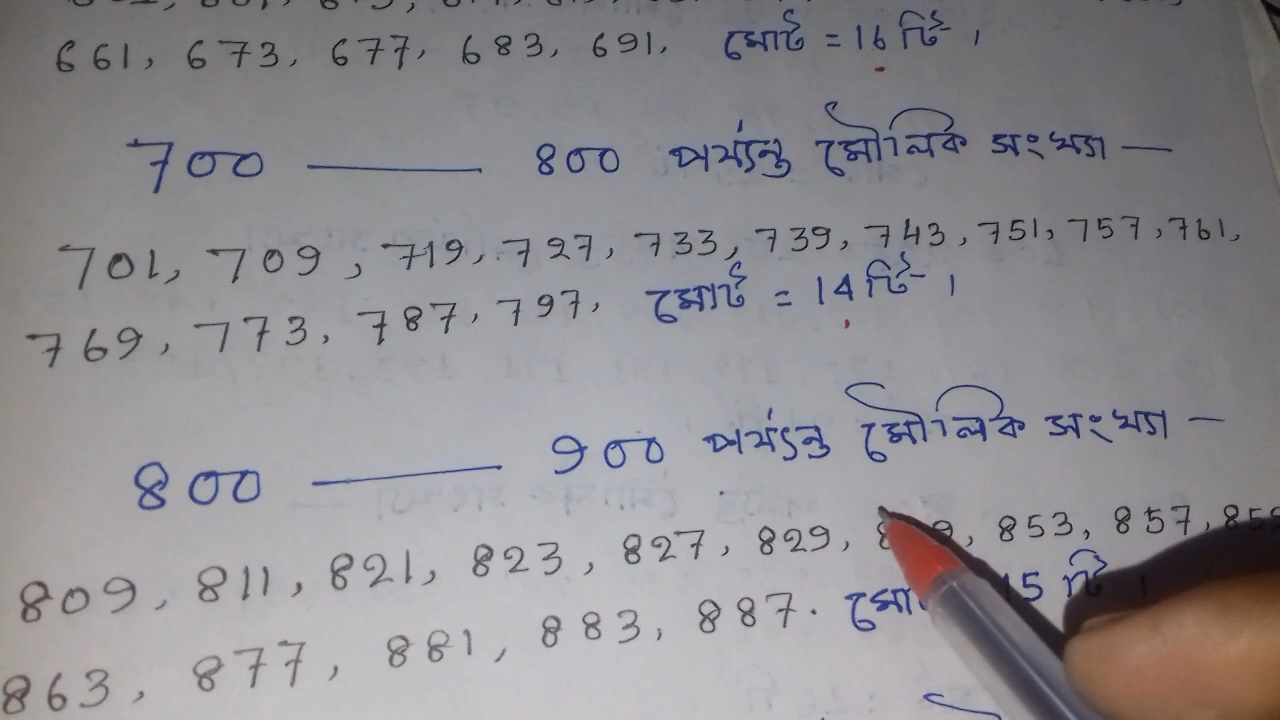 661, 673, 677, 683, 691. মোট = 16 টি ।
700 — 800 পর্যন্ত মৌলিক সংখ্যা —
701, 709, 719, 727, 733, 739, 743, 751, 757, 761,
769, 773, 787, 797, মোট = 14 টি ।
800 — 900 পর্যন্ত মৌলিক সংখ্যা —
809, 811, 821, 823, 827, 829, 853, 857,
863, 877, 881, 883, 887. 15 টি ।